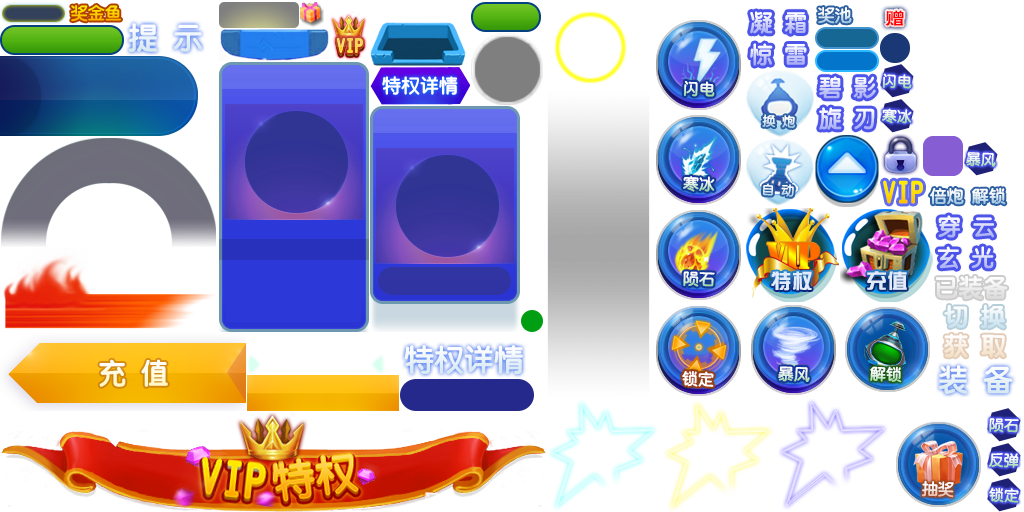 奖金鱼
提 示
VIP
特权详情
充值
特权详情
VIP特权
闪电
寒冰
陨石
锁定
换炮
自动
VIP
特权
暴风
充值
解锁
凝霜
惊雷
奖池
赠
碧影
旋刃
闪电
寒冰
暴风
VIP
倍炮 解锁
穿云
玄光
已装备
切换
获取
装备
抽奖
陨石
反弹
锁定